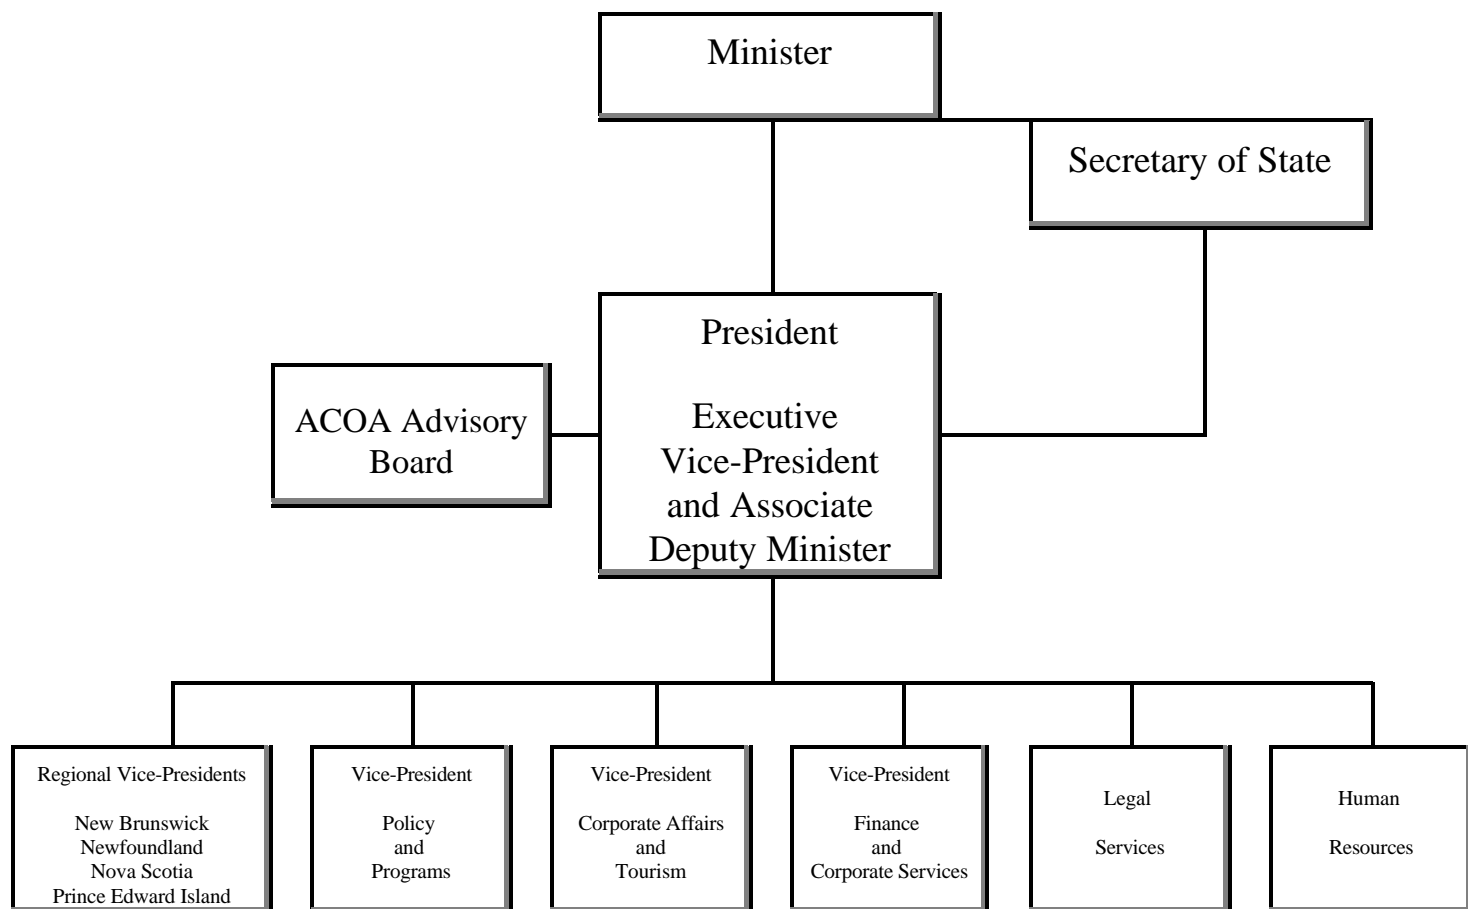 Minister
Secretary of State
President
Executive
Vice-President
and Associate
Deputy Minister
ACOA Advisory
Board
Regional Vice-Presidents
New Brunswick
Newfoundland
Nova Scotia
Prince Edward Island
Vice-President
Policy
and
Programs
Vice-President
Corporate Affairs
and
Tourism
Vice-President
Finance
and
Corporate Services
Legal
Services
Human
Resources